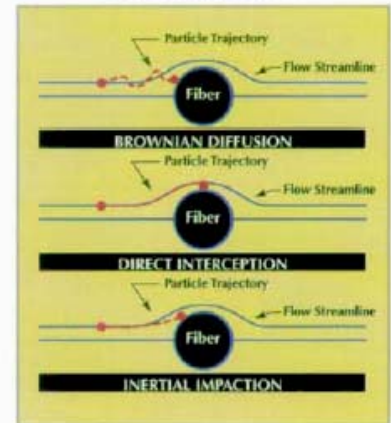 Particle Trajectory
Flow Streamline
Fiber
BROWNIAN DIFFUSION
Particle Trajectory
Flow Streamline
Fiber
DIRECT INTERCEPTION
Particle Trajectory
Flow Streamline
Fiber
INERTIAL IMPACTION